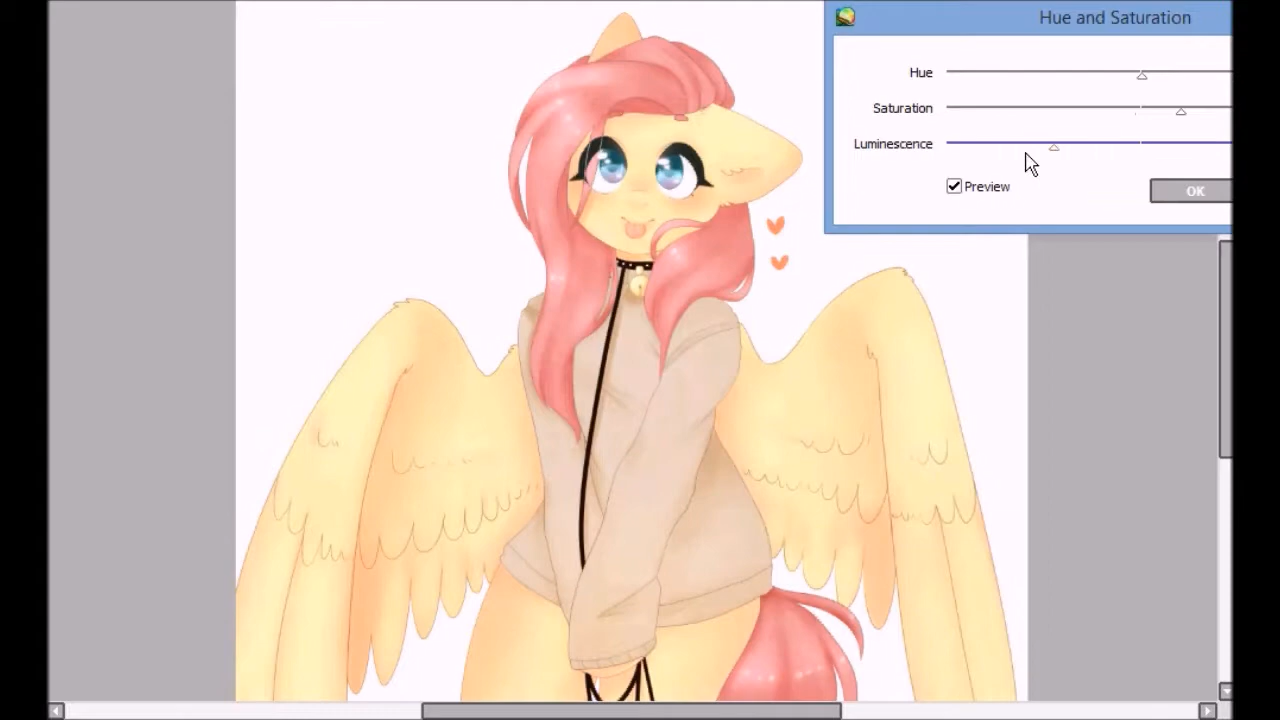 Hue and Saturation
Hue
Saturation
Luminescence
Preview
OK